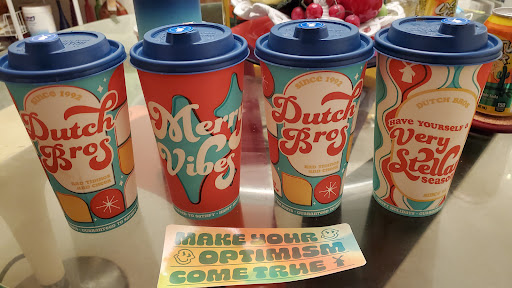 SINCE 1992
Dutch
Bros
Merry
Vibes
SINCE 1992
Dutch
Bros
DUTCH BROS
HAVE YOURSELF A
Very
Stella
SEASON
MAKE YOUR
OPTIMISM
COME TRUE